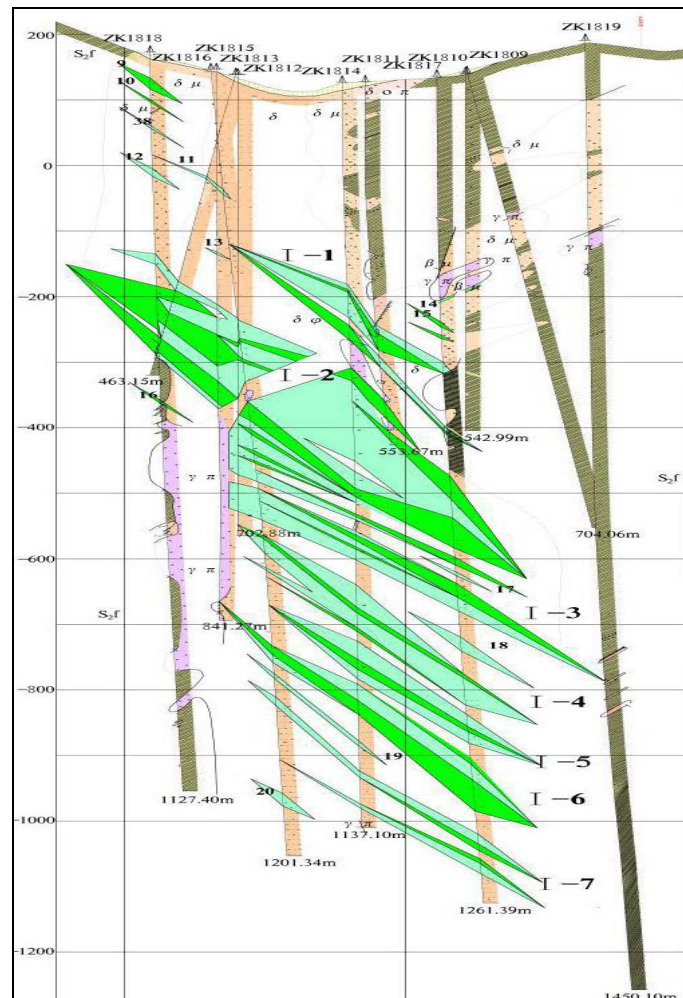 ZK1819
200
ZK1818
ZK1815
ZK1816
ZK1813
ZK1812
ZK1814
ZK1811
ZK1817
ZK1810
ZK1809
S₂f
9
10
δ μ
δ μ
38
δ
δ μ
δ ο π
δ μ
12
11
0
13
I -1
γ π
δ μ
γ π
β μ
γ π
γ π
β μ
14
15
-200
δ φ
δ
I -2
463.15m
16
-400
553.67m
542.99m
γ π
S₂f
702.88m
704.06m
γ π
17
-600
S₂f
841.27m
I -3
18
I -4
-800
19
I -5
20
I -6
1127.40m
-1000
γ π
1137.10m
1201.34m
I -7
1261.39m
-1200
1450.10m